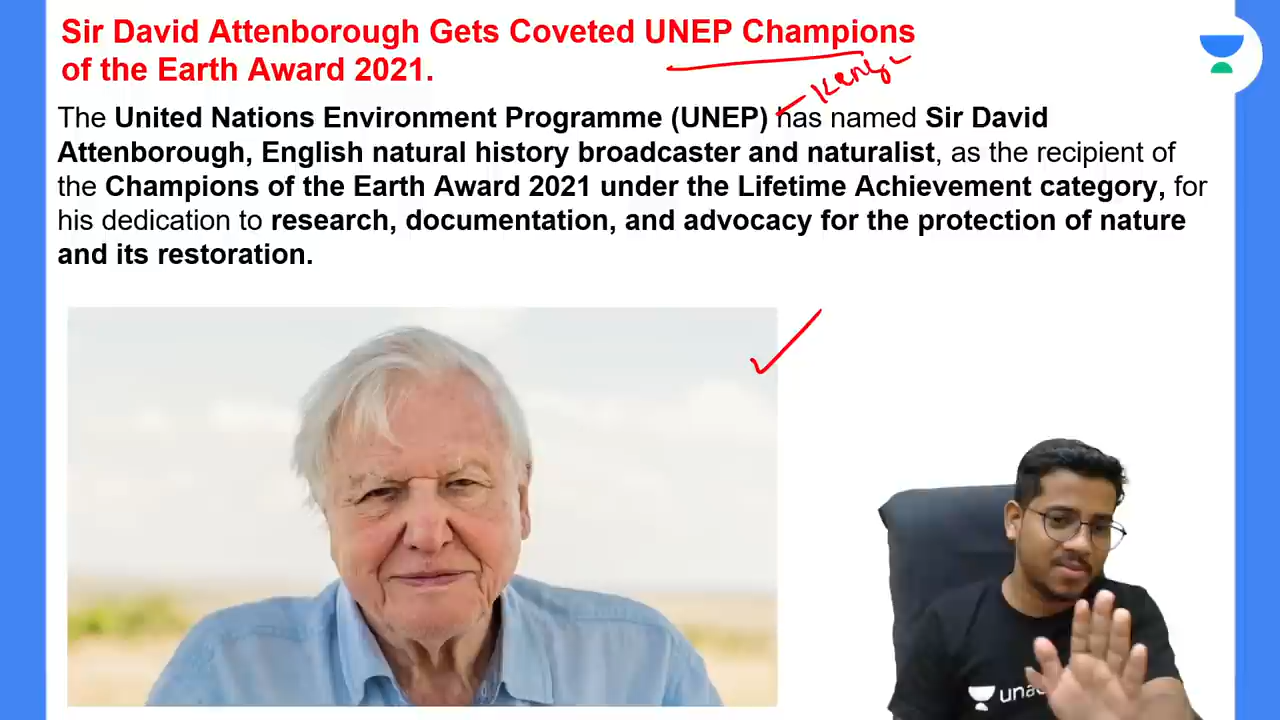 Sir David Attenborough Gets Coveted UNEP Champions
of the Earth Award 2021.
The United Nations Environment Programme (UNEP) has named Sir David
Attenborough, English natural history broadcaster and naturalist, as the recipient of
the Champions of the Earth Award 2021 under the Lifetime Achievement category, for
his dedication to research, documentation, and advocacy for the protection of nature
and its restoration.